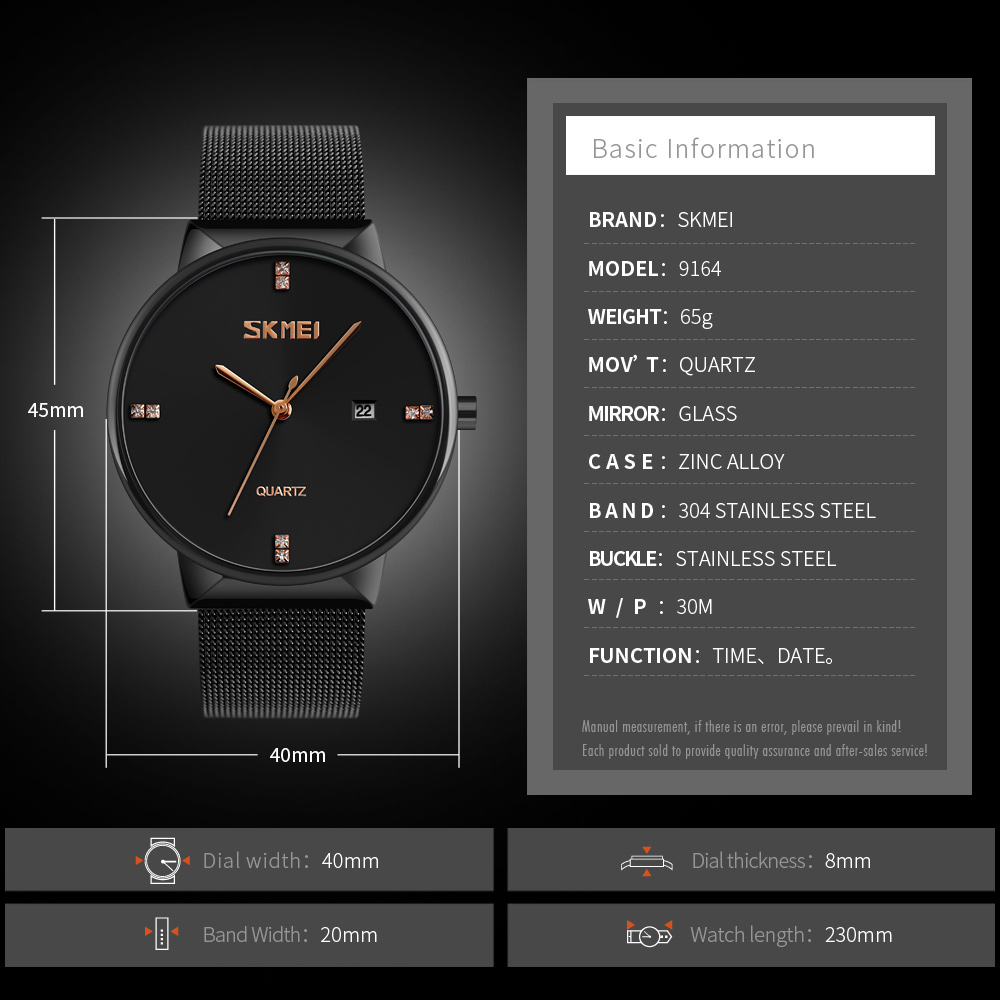 SKMEI
22
QUARTZ
45mm
40mm
Basic Information
BRAND: SKMEI
MODEL: 9164
WEIGHT: 65g
MOV’ T: QUARTZ
MIRROR: GLASS
CASE: ZINC ALLOY
BAND: 304 STAINLESS STEEL
BUCKLE: STAINLESS STEEL
W / P : 30M
FUNCTION: TIME、DATE。
Manual measurement, if there is an error, please prevail in kind!
Each product sold to provide quality assurance and after-sales service!
Dial width: 40mm
Dial thickness: 8mm
Band Width: 20mm
Watch length: 230mm